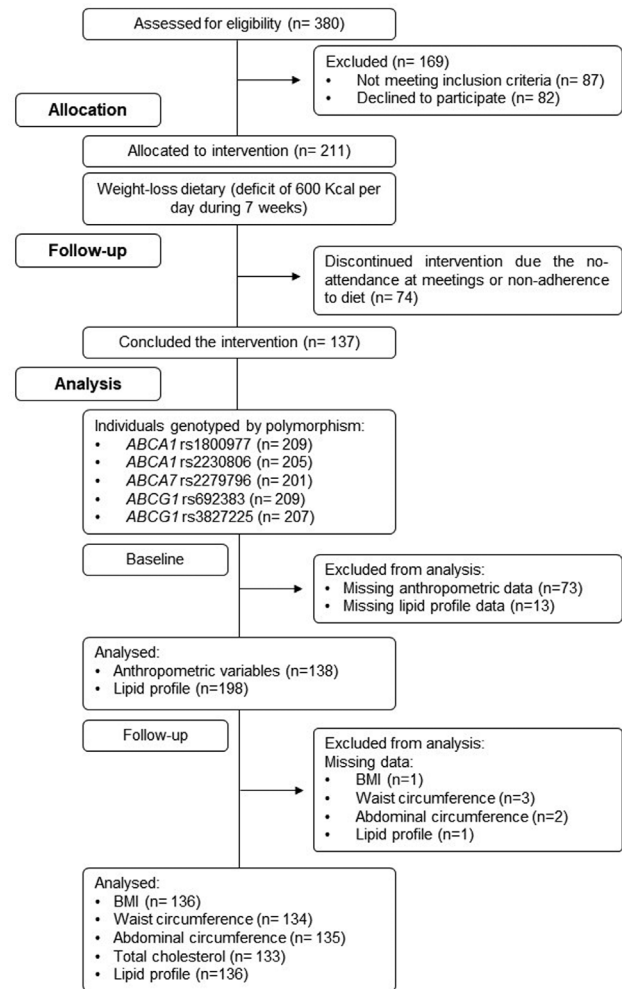 Assessed for eligibility (n= 380)
Excluded (n= 169)
• Not meeting inclusion criteria (n= 87)
• Declined to participate (n= 82)
Allocation
Allocated to intervention (n= 211)
Weight-loss dietary (deficit of 600 Kcal per
day during 7 weeks)
Follow-up
Discontinued intervention due the no-
attendance at meetings or non-adherence
to diet (n= 74)
Concluded the intervention (n= 137)
Analysis
Individuals genotyped by polymorphism:
• ABCA1 rs1800977 (n= 209)
• ABCA1 rs2230806 (n= 205)
• ABCA7 rs2279796 (n= 201)
• ABCG1 rs692383 (n= 209)
• ABCG1 rs3827225 (n= 207)
Baseline
Excluded from analysis:
• Missing anthropometric data (n=73)
• Missing lipid profile data (n=13)
Analysed:
• Anthropometric variables (n=138)
• Lipid profile (n=198)
Follow-up
Excluded from analysis:
Missing data:
• BMI (n=1)
• Waist circumference (n=3)
• Abdominal circumference (n=2)
• Lipid profile (n=1)
Analysed:
• BMI (n= 136)
• Waist circumference (n= 134)
• Abdominal circumference (n= 135)
• Total cholesterol (n= 133)
• Lipid profile (n=136)